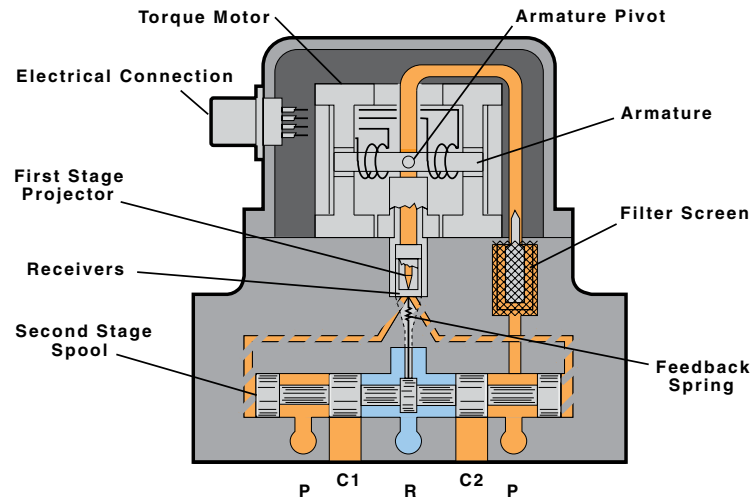 Torque Motor
Armature Pivot
Electrical Connection
Armature
First Stage
Projector
Filter Screen
Receivers
Second Stage
Spool
Feedback
Spring
P
C1
R
C2
P